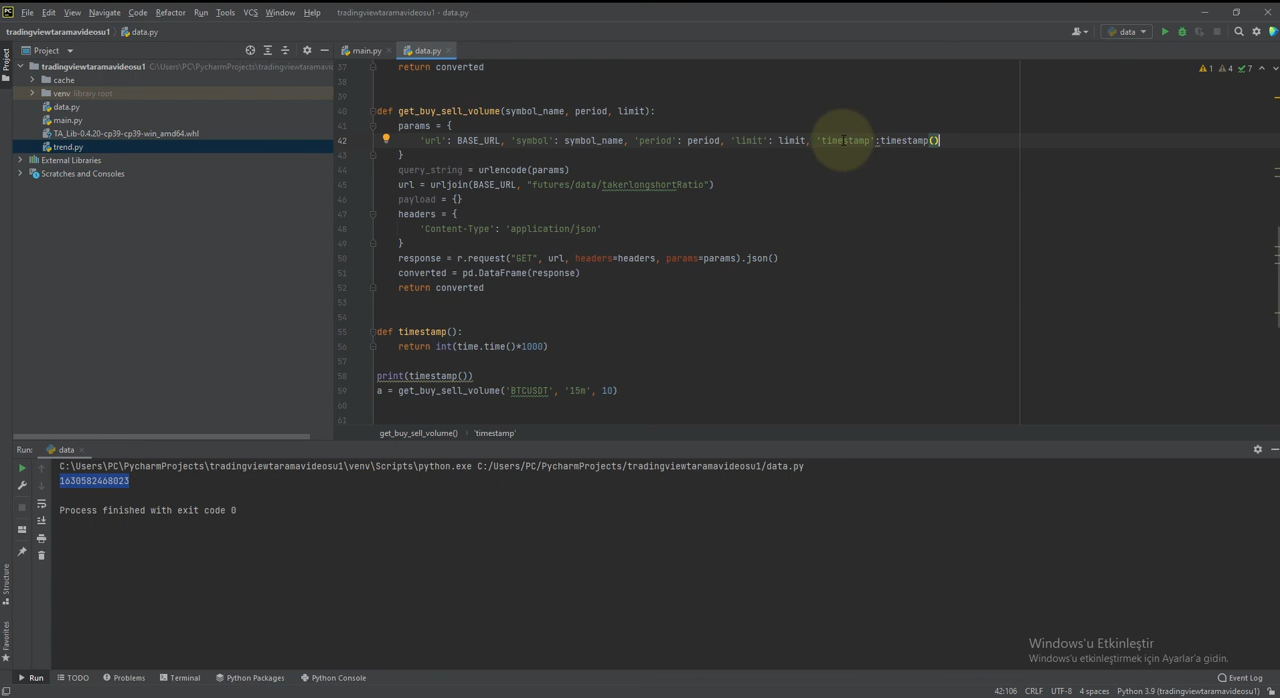 File Edit View Navigate Code Refactor Run Tools VCS Window Help tradingviewtaramavideosu1 - data.py
tradingviewtaramavideosu1 data.py data
Project
main.py data.py
tradingviewtaramavideosu1 C:\Users\PC\PycharmProjects\tradingviewtaramavideosu1
cache
venv library root
data.py
main.py
TA_Lib-0.4.20-cp39-cp39-win_amd64.whl
trend.py
External Libraries
Scratches and Consoles
1 4 7
37 return converted
38
39
40 def get_buy_sell_volume(symbol_name, period, limit):
41 params = {
42 'url': BASE_URL, 'symbol': symbol_name, 'period': period, 'limit': limit, 'timestamp':timestamp()
43 }
44 query_string = urlencode(params)
45 url = urljoin(BASE_URL, "futures/data/takerlongshortRatio")
46 payload = {}
47 headers = {
48 'Content-Type': 'application/json'
49 }
50 response = r.request("GET", url, headers=headers, params=params).json()
51 converted = pd.DataFrame(response)
52 return converted
53
54
55 def timestamp():
56 return int(time.time()*1000)
57
58 print(timestamp())
59 a = get_buy_sell_volume('BTCUSDT', '15m', 10)
60
61
get_buy_sell_volume() 'timestamp'
Run: data
C:\Users\PC\PycharmProjects\tradingviewtaramavideosu1\venv\Scripts\python.exe C:/Users/PC/PycharmProjects/tradingviewtaramavideosu1/data.py
1630582468023
Process finished with exit code 0
Project
Structure
Favorites
Windows'u Etkinleştir
Windows'u etkinleştirmek için Ayarlar'a gidin.
Run TODO Problems Terminal Python Packages Python Console Event Log
42:106 CRLF UTF-8 4 spaces Python 3.9 (tradingviewtaramavideosu1)